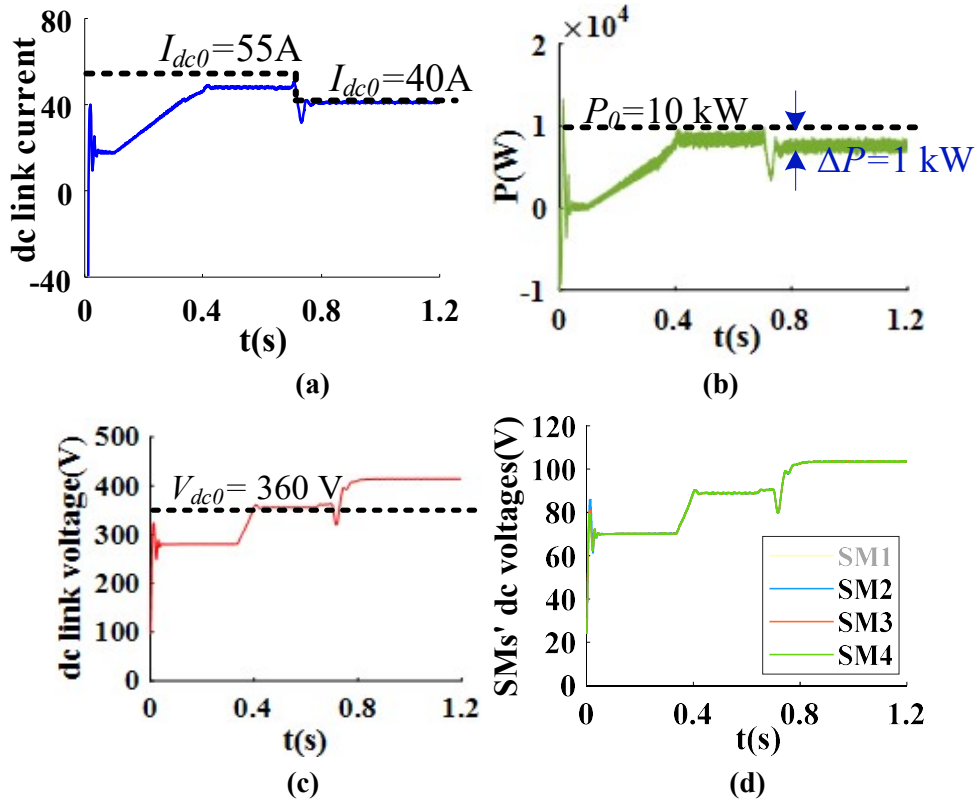 80
40
0
-40
dc link current
I_dc0=55A
I_dc0=40A
0 0.4 0.8 1.2
t(s)
(a)
×10⁴
2
1
0
-1
P(W)
P₀=10 kW
ΔP=1 kW
0 0.4 0.8 1.2
t(s)
(b)
500
400
300
200
100
0
dc link voltage(V)
V_dc0= 360 V
0 0.4 0.8 1.2
t(s)
(c)
120
100
80
60
40
20
0
SMs' dc voltages(V)
SM1
SM2
SM3
SM4
0 0.4 0.8 1.2
t(s)
(d)